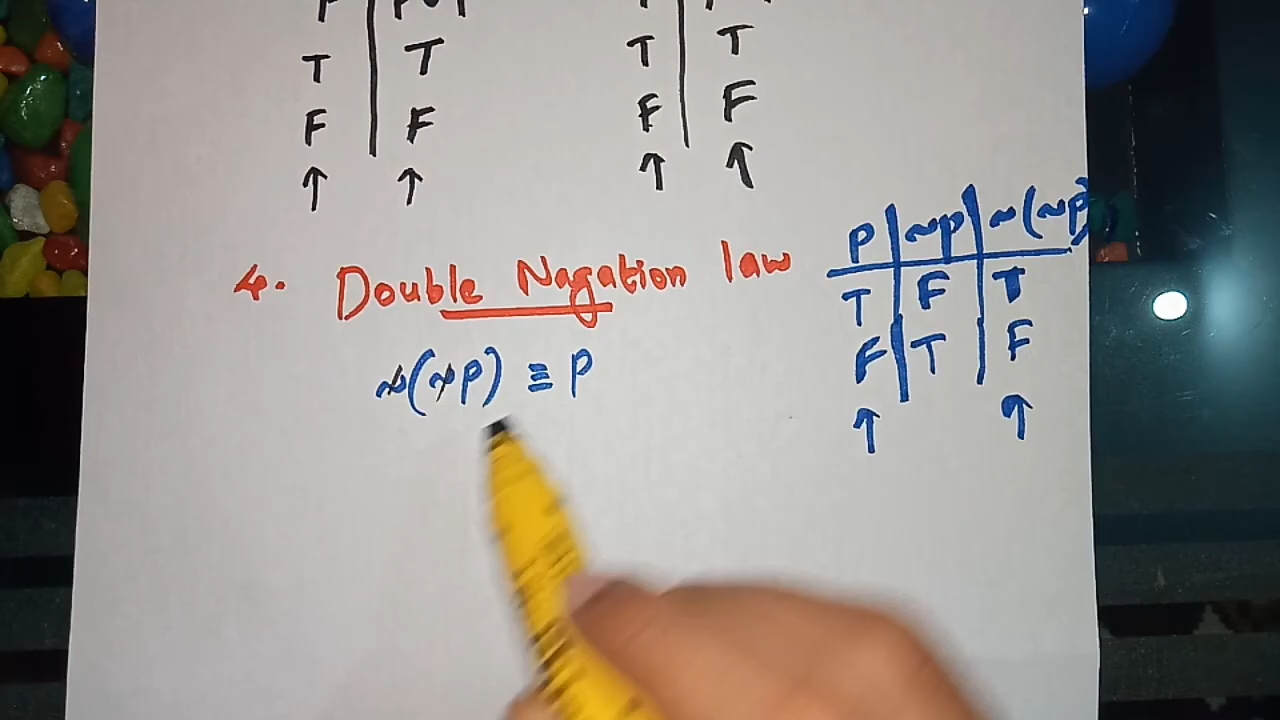 T T T T
F F F F
↑ ↑ ↑ ↑
4. Double Nagation law
~(~p) ≡ p
P ~p ~(~p)
T F T
F T F
↑ ↑